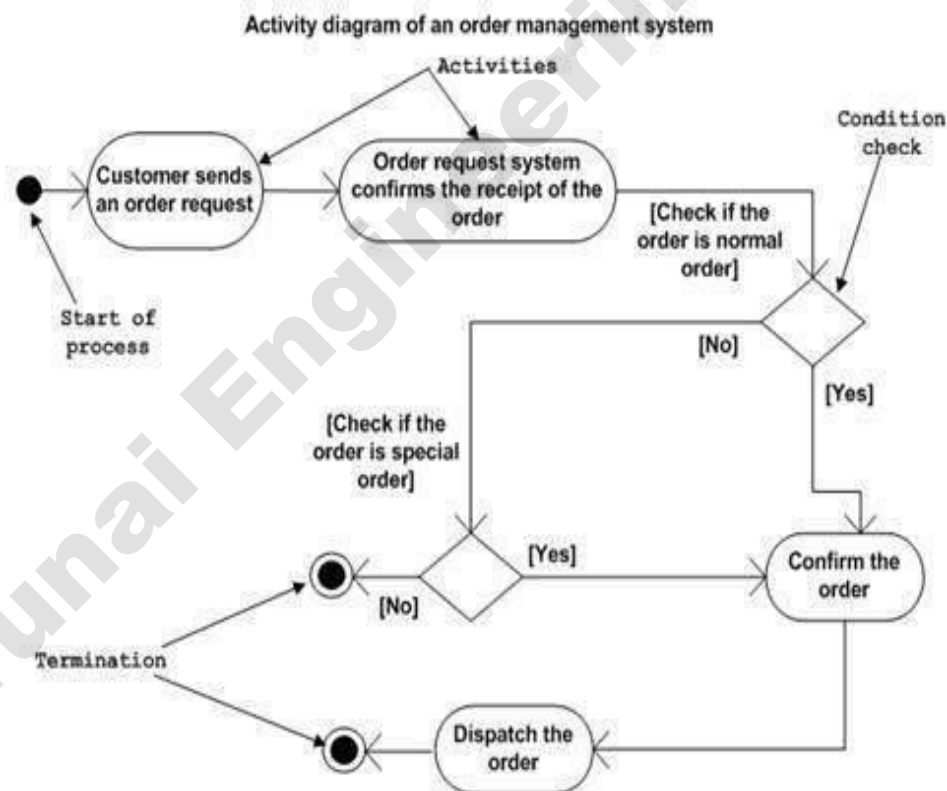 Activity diagram of an order management system
Activities
Condition
check
Customer sends
an order request
Order request system
confirms the receipt of the
order
[Check if the
order is normal
order]
Start of
process
[No]
[Yes]
[Check if the
order is special
order]
[Yes]
[No]
Confirm the
order
Termination
Dispatch the
order